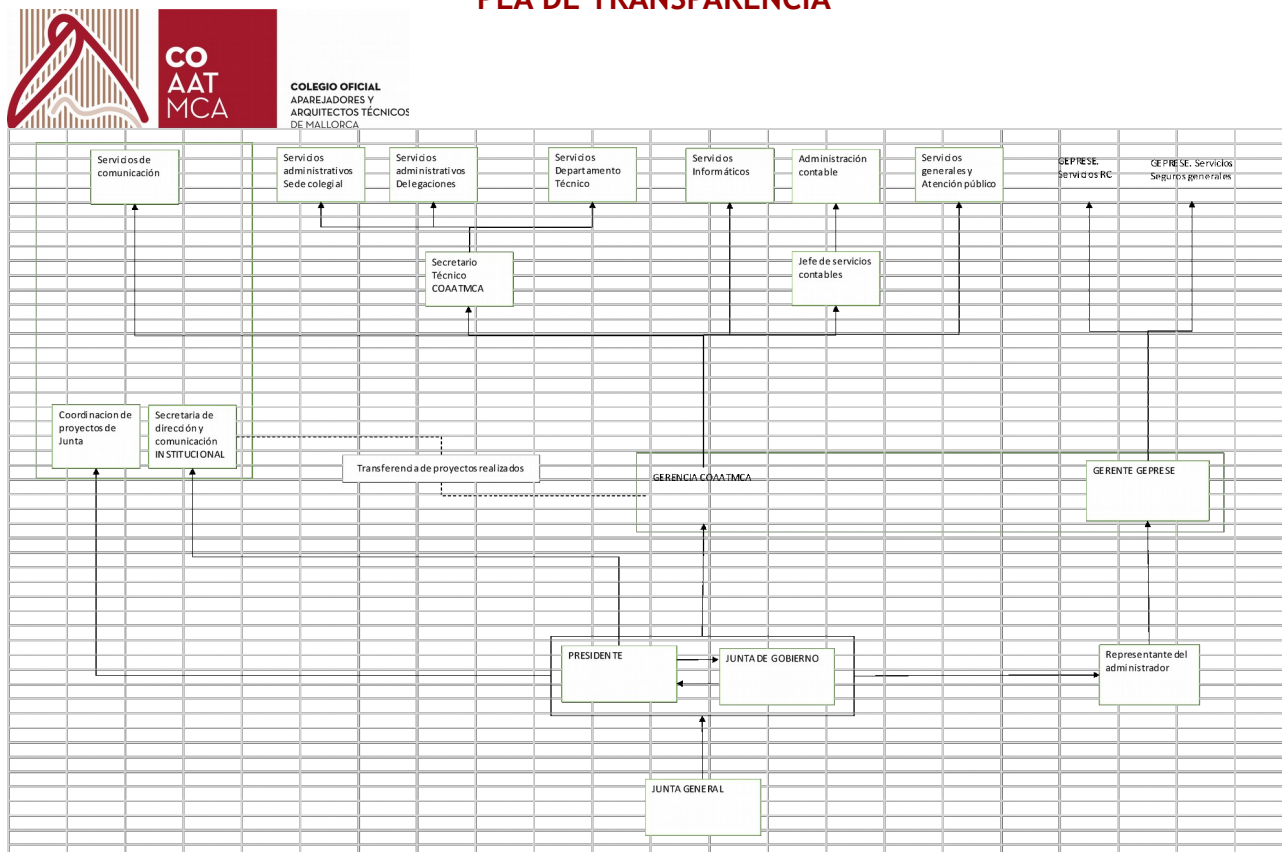 PLA DE TRANSPARÈNCIA
CO
AAT
MCA
COLEGIO OFICIAL
APAREJADORES Y
ARQUITECTOS TÉCNICOS
DE MALLORCA
Servicios de
comunicación
Servicios
administrativos
Sede colegial
Servicios
administrativos
Delegaciones
Servicios
Departamento
Técnico
Servicios
Informáticos
Administración
contable
Servicios
generales y
Atención público
GEPRESE.
Servicios RC
GEPRESE. Servicios
Seguros generales
Secretario
Técnico
COAATMCA
Jefe de servicios
contables
Coordinacion de
proyectos de
Junta
Secretaria de
dirección y
comunicación
INSTITUCIONAL
Transferencia de proyectos realizados
GERENCIA COAATMCA
GERENTE GEPRESE
PRESIDENTE
JUNTA DE GOBIERNO
Representante del
administrador
JUNTA GENERAL